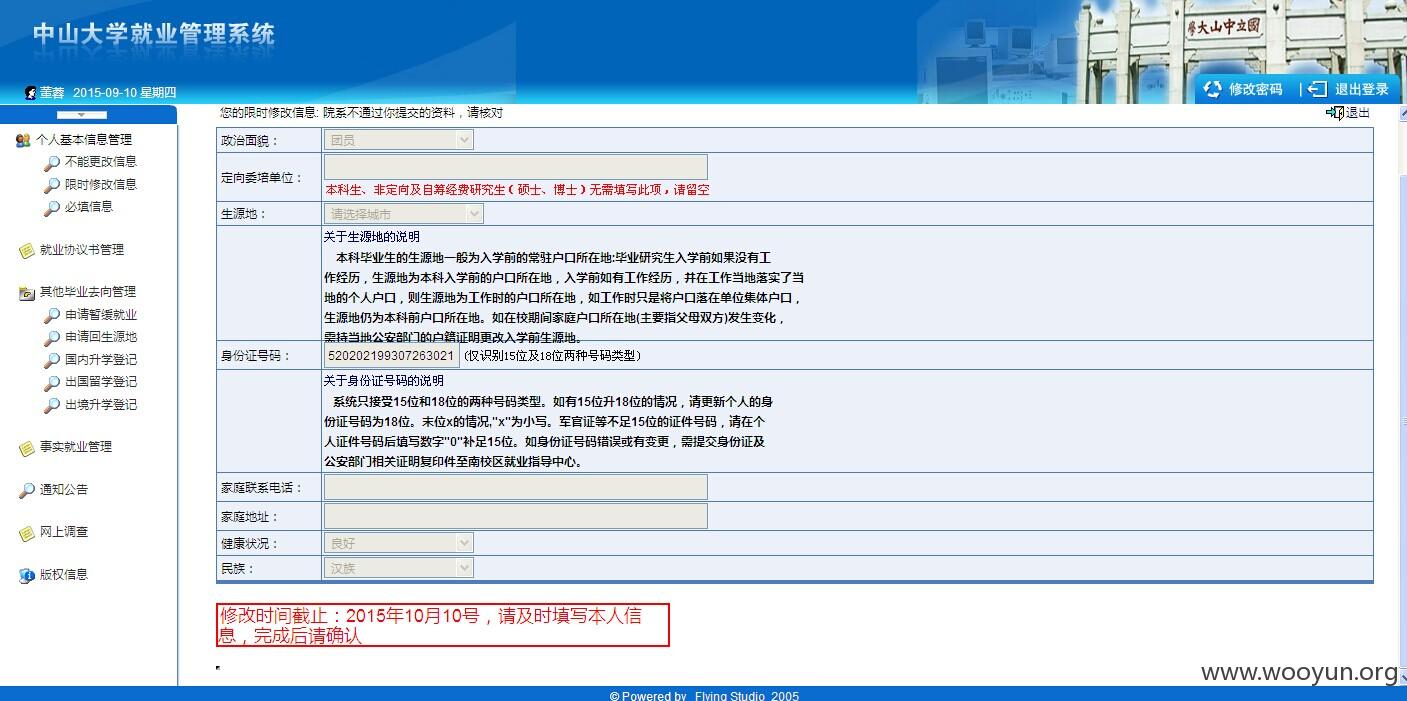 中山大学就业管理系统
國立中山大學
董蓉 2015-09-10 星期四
修改密码 | 退出登录
个人基本信息管理
不能更改信息
限时修改信息
必填信息
就业协议书管理
其他毕业去向管理
申请暂缓就业
申请回生源地
国内升学登记
出国留学登记
出境升学登记
事实就业管理
通知公告
网上调查
版权信息
您的限时修改信息: 院系不通过你提交的资料，请核对
退出
政治面貌： 团员
定向委培单位：
本科生、非定向及自筹经费研究生（硕士、博士）无需填写此项，请留空
生源地： 请选择城市
关于生源地的说明
本科毕业生的生源地一般为入学前的常驻户口所在地:毕业研究生入学前如果没有工
作经历，生源地为本科入学前的户口所在地，入学前如有工作经历，并在工作当地落实了当
地的个人户口，则生源地为工作时的户口所在地，如工作时只是将户口落在单位集体户口，
生源地仍为本科前户口所在地。如在校期间家庭户口所在地(主要指父母双方)发生变化，
需持当地公安部门的户籍证明更改入学前生源地。
身份证号码： 520202199307263021 (仅识别15位及18位两种号码类型)
关于身份证号码的说明
系统只接受15位和18位的两种号码类型。如有15位升18位的情况，请更新个人的身
份证号码为18位。末位x的情况,"x"为小写。军官证等不足15位的证件号码，请在个
人证件号码后填写数字"0"补足15位。如身份证号码错误或有变更，需提交身份证及
公安部门相关证明复印件至南校区就业指导中心。
家庭联系电话：
家庭地址：
健康状况： 良好
民族： 汉族
修改时间截止：2015年10月10号，请及时填写本人信
息，完成后请确认
www.wooyun.org
© Powered by Flying Studio 2005